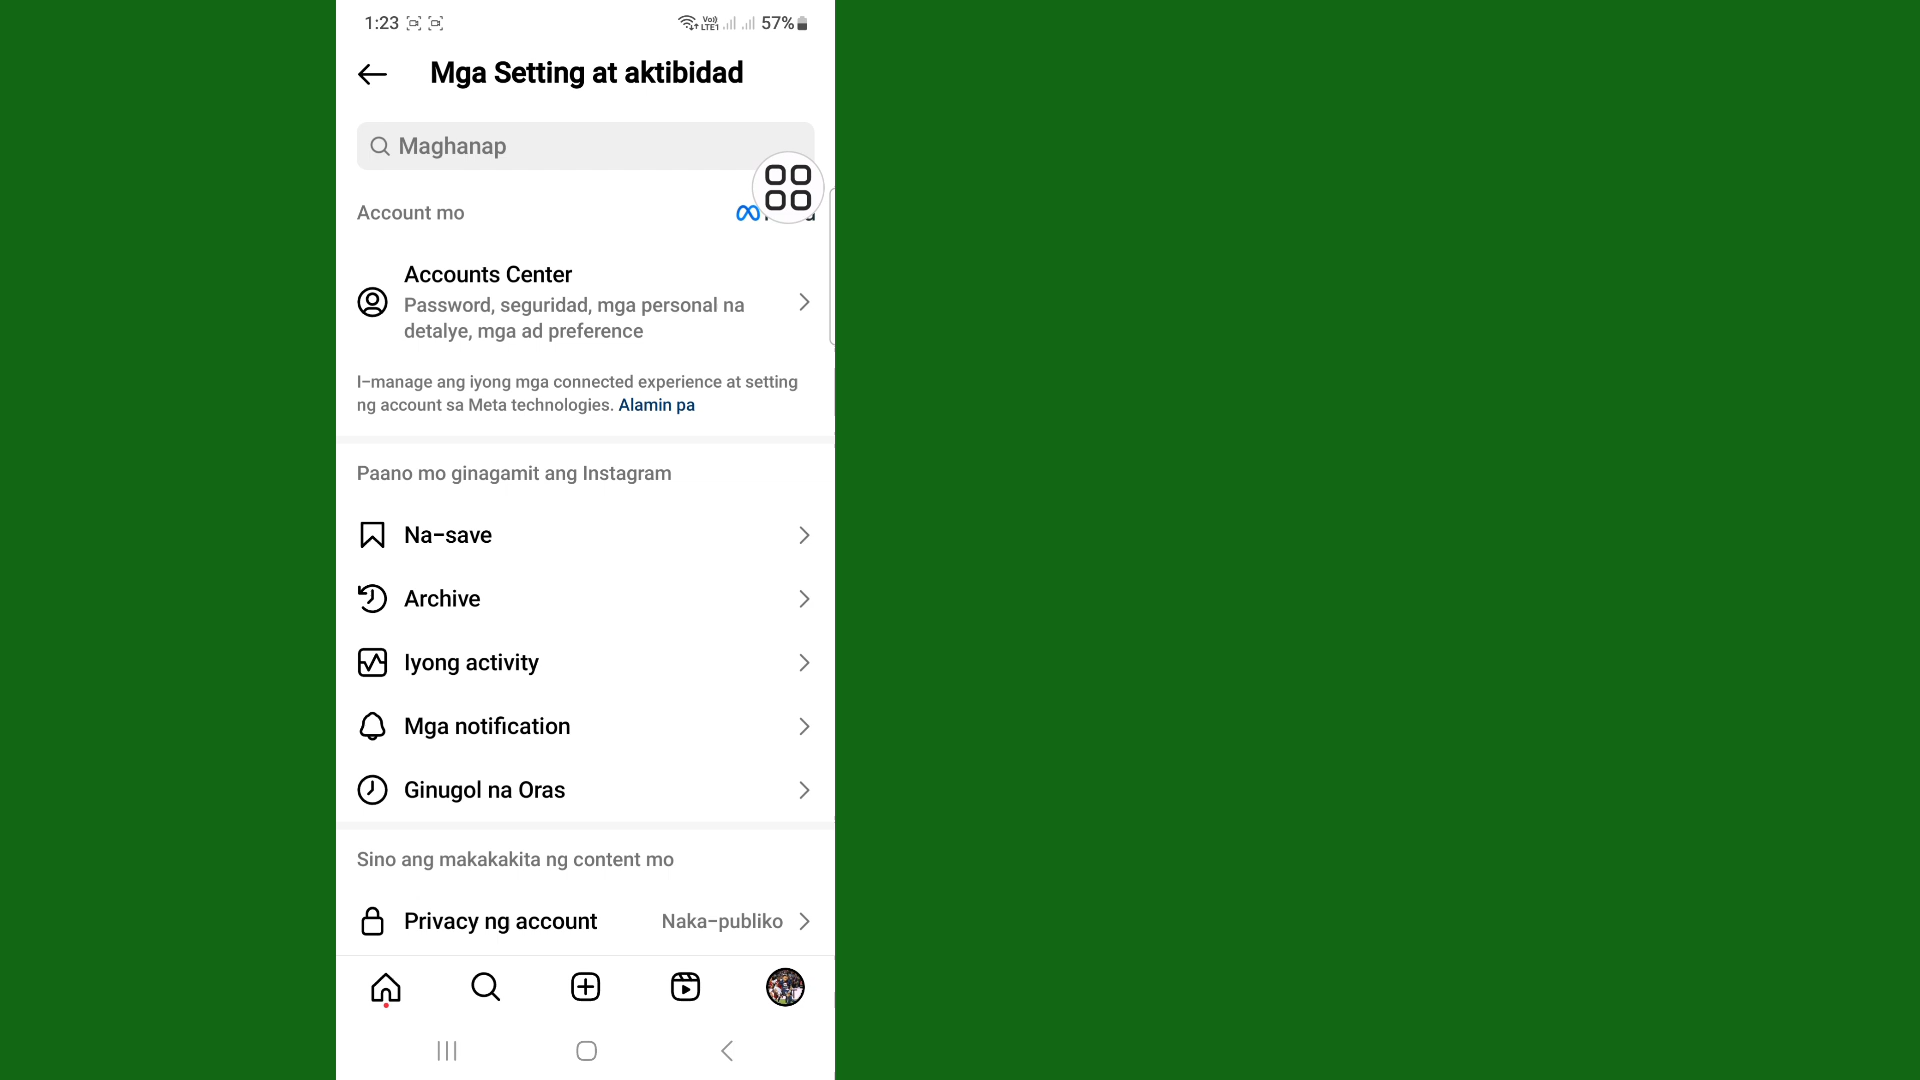 1:23 57%
Mga Setting at aktibidad
Maghanap
Account mo
Accounts Center
Password, seguridad, mga personal na
detalye, mga ad preference
I-manage ang iyong mga connected experience at setting
ng account sa Meta technologies. Alamin pa
Paano mo ginagamit ang Instagram
Na-save
Archive
Iyong activity
Mga notification
Ginugol na Oras
Sino ang makakakita ng content mo
Privacy ng account Naka-publiko